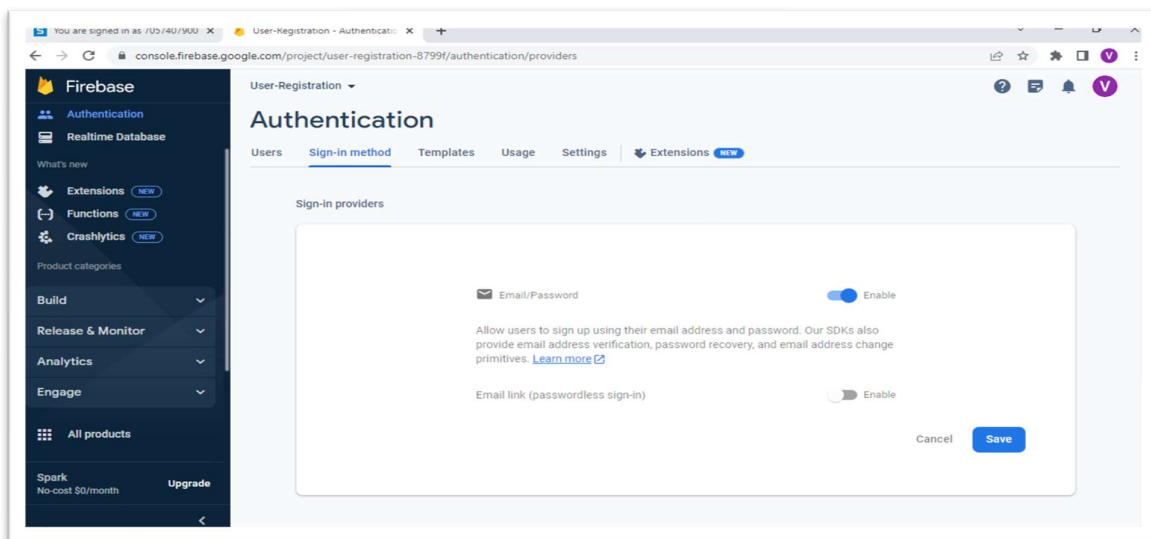 You are signed in as 7057407900
User-Registration - Authenticatio
console.firebase.google.com/project/user-registration-8799f/authentication/providers
V
Firebase
Authentication
Realtime Database
What's new
Extensions NEW
Functions NEW
Crashlytics NEW
Product categories
Build
Release & Monitor
Analytics
Engage
All products
Spark
No-cost $0/month
Upgrade
User-Registration
V
Authentication
Users Sign-in method Templates Usage Settings Extensions NEW
Sign-in providers
Email/Password Enable
Allow users to sign up using their email address and password. Our SDKs also
provide email address verification, password recovery, and email address change
primitives. Learn more
Email link (passwordless sign-in) Enable
Cancel Save